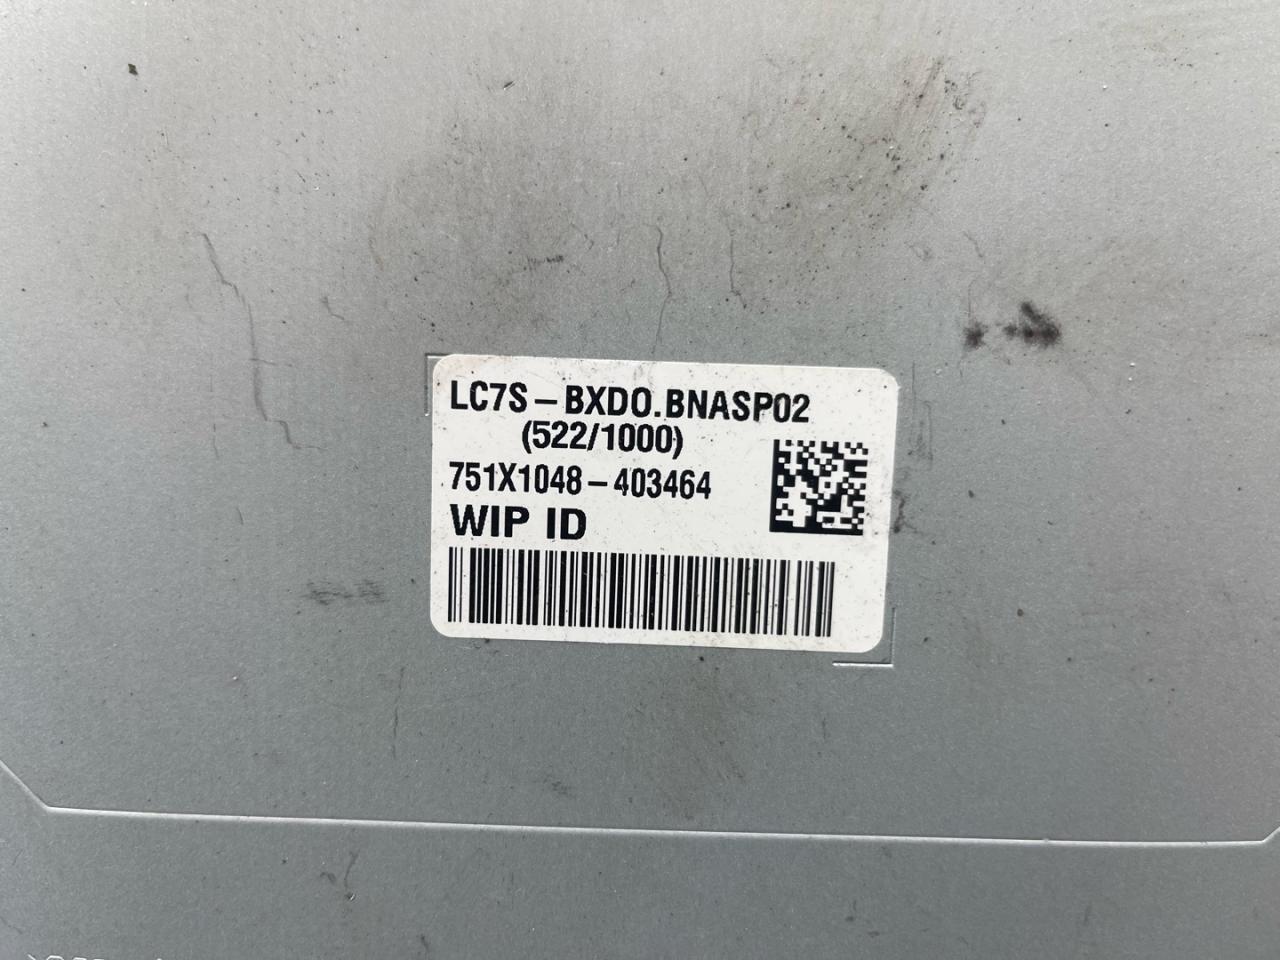 LC7S-BXDO.BNASP02
(522/1000)
751X1048-403464
WIP ID